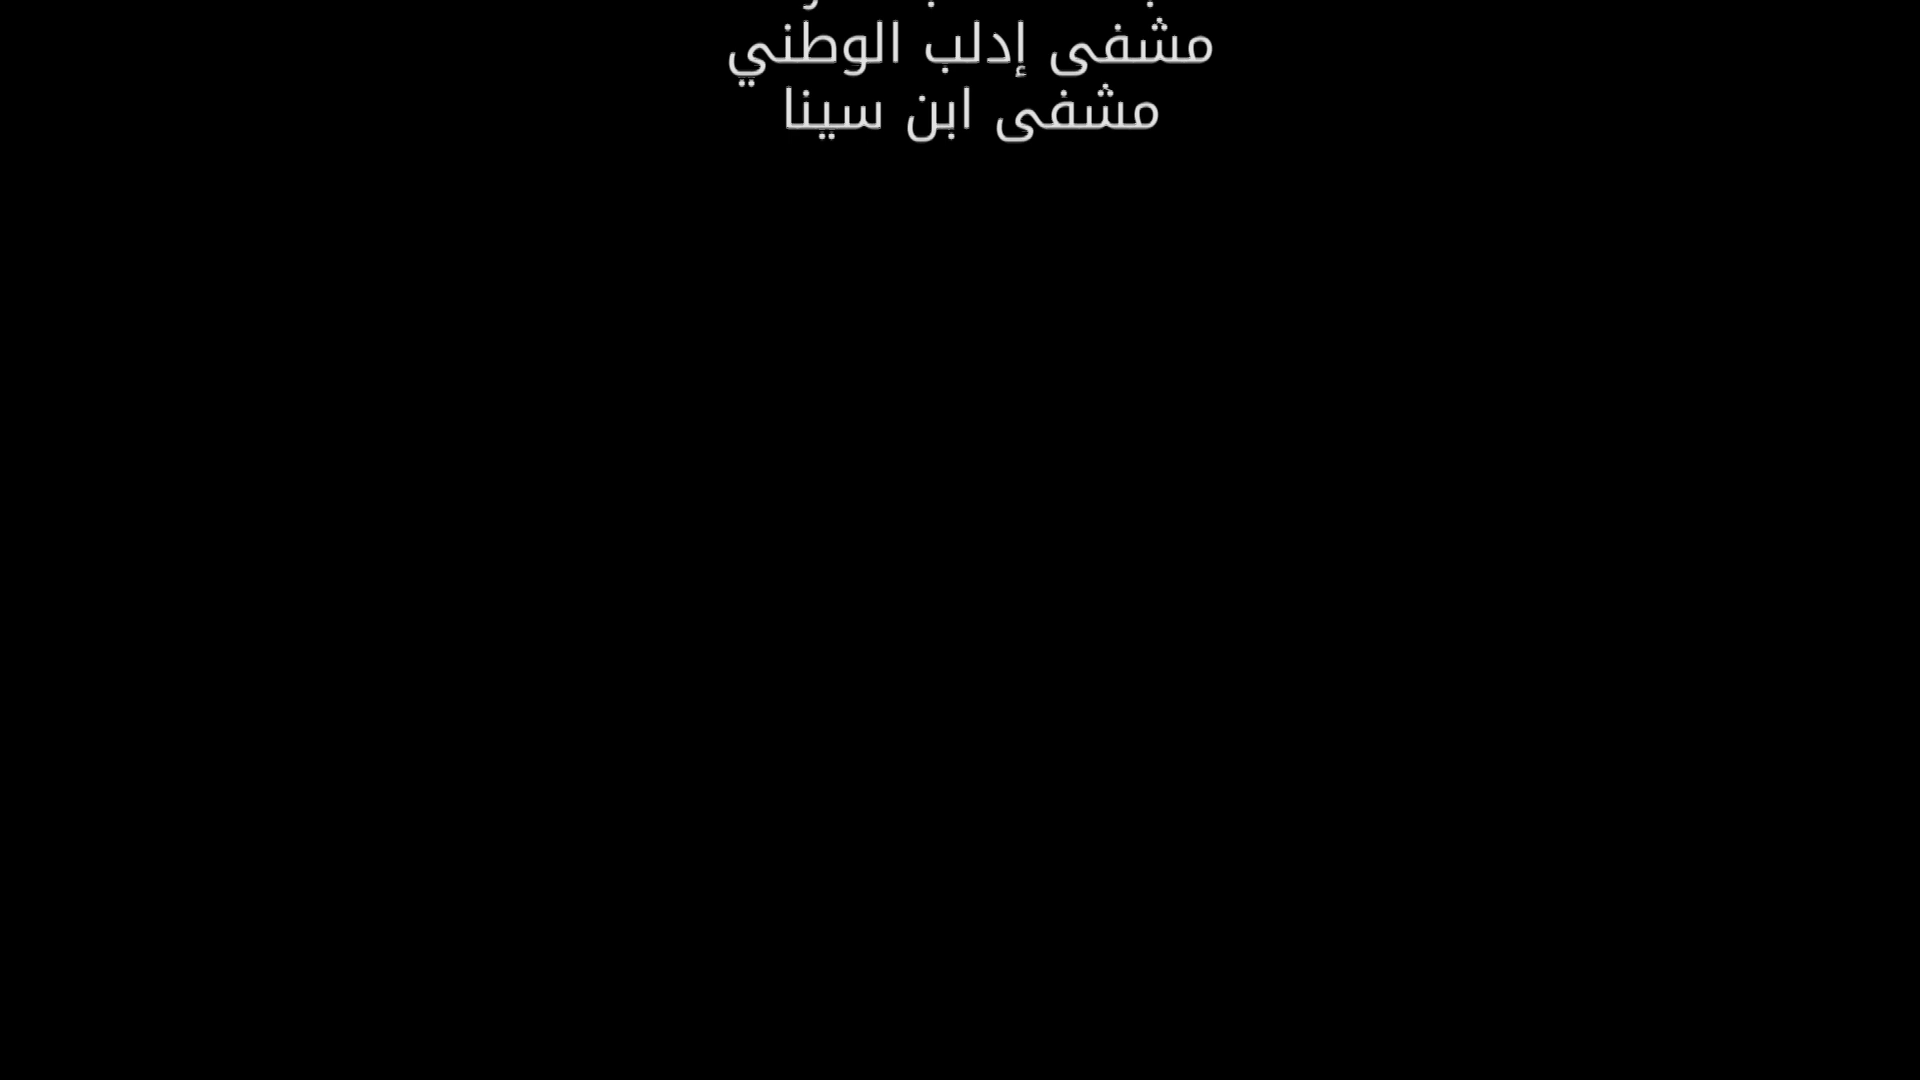 مشفى إدلب الوطني
مشفى ابن سينا